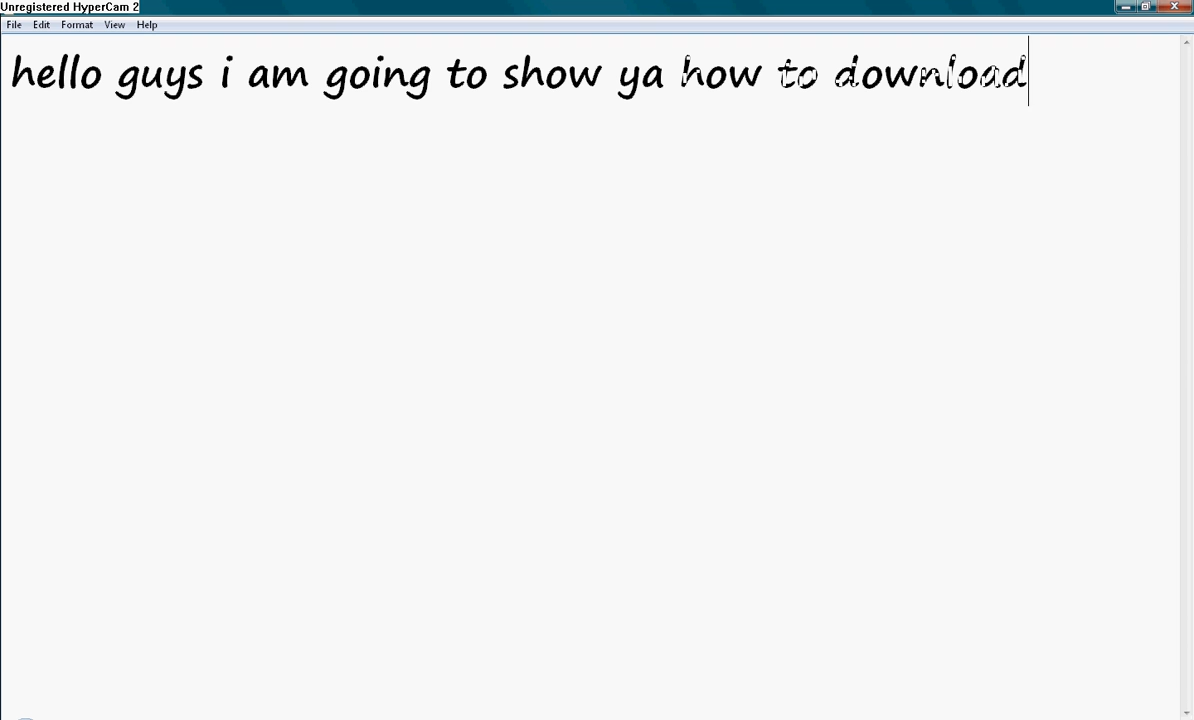 Unregistered HyperCam 2
File Edit Format View Help
hello guys i am going to show ya how to download